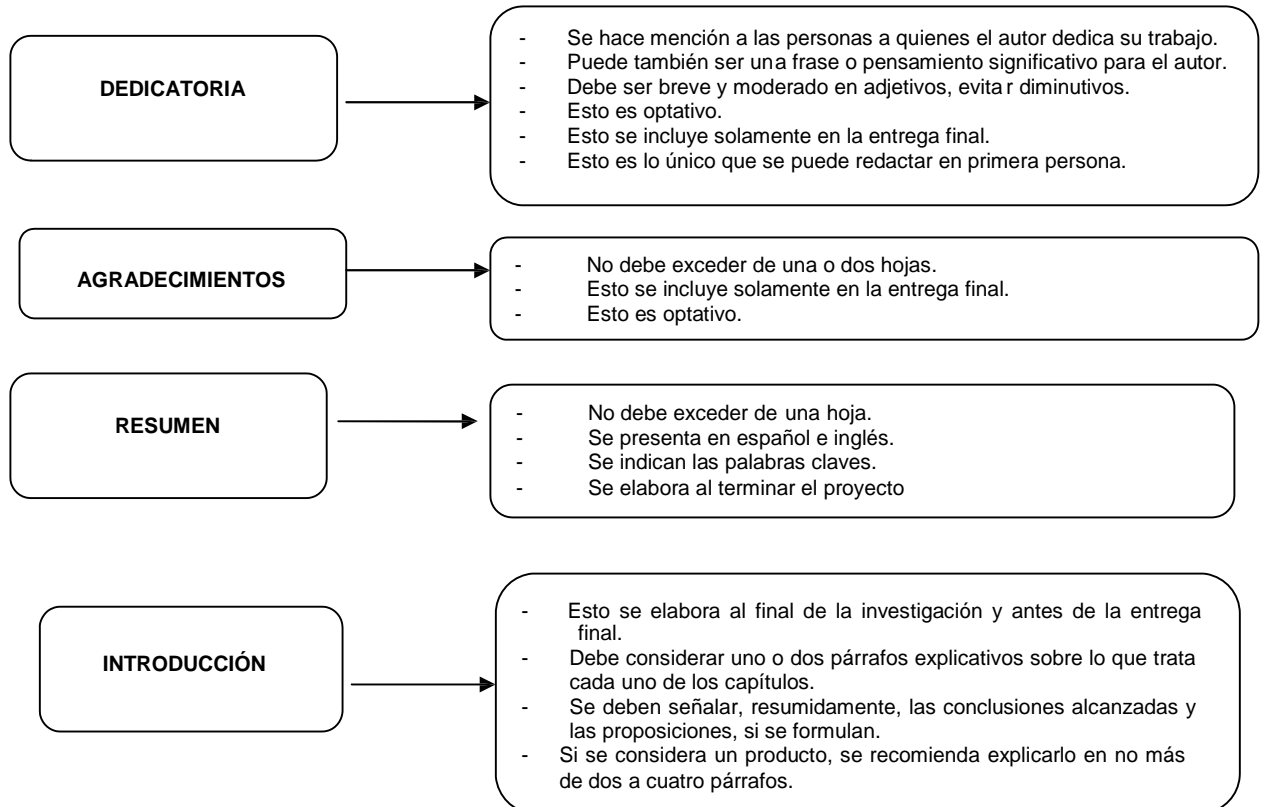 DEDICATORIA
- Se hace mención a las personas a quienes el autor dedica su trabajo.
- Puede también ser una frase o pensamiento significativo para el autor.
- Debe ser breve y moderado en adjetivos, evitar diminutivos.
- Esto es optativo.
- Esto se incluye solamente en la entrega final.
- Esto es lo único que se puede redactar en primera persona.
AGRADECIMIENTOS
- No debe exceder de una o dos hojas.
- Esto se incluye solamente en la entrega final.
- Esto es optativo.
RESUMEN
- No debe exceder de una hoja.
- Se presenta en español e inglés.
- Se indican las palabras claves.
- Se elabora al terminar el proyecto
INTRODUCCIÓN
- Esto se elabora al final de la investigación y antes de la entrega
final.
- Debe considerar uno o dos párrafos explicativos sobre lo que trata
cada uno de los capítulos.
- Se deben señalar, resumidamente, las conclusiones alcanzadas y
las proposiciones, si se formulan.
- Si se considera un producto, se recomienda explicarlo en no más
de dos a cuatro párrafos.